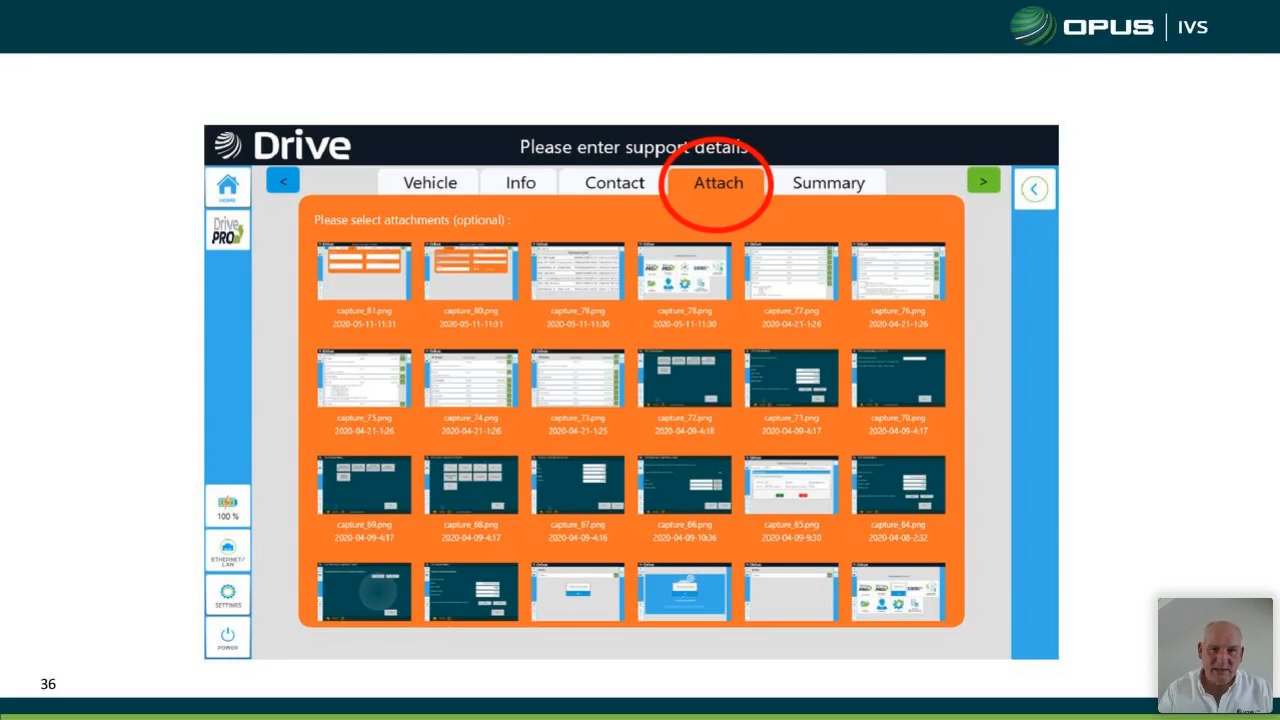 OPUS IVS
Drive
Please enter support details
HOME
Drive
PRO
<
Vehicle
Info
Contact
Attach
Summary
>
Please select attachments (optional) :
capture_81.png
capture_80.png
capture_79.png
capture_78.png
capture_77.png
capture_76.png
2020-05-11-11:31
2020-05-11-11:31
2020-05-11-11:30
2020-05-11-11:30
2020-04-21-1:26
2020-04-21-1:26
capture_75.png
capture_74.png
capture_73.png
capture_72.png
capture_71.png
capture_70.png
2020-04-21-1:26
2020-04-21-1:26
2020-04-21-1:25
2020-04-09-4:18
2020-04-09-4:17
2020-04-09-4:17
capture_69.png
capture_68.png
capture_67.png
capture_66.png
capture_65.png
capture_64.png
2020-04-09-4:17
2020-04-09-4:17
2020-04-09-4:16
2020-04-09-10:36
2020-04-09-9:30
2020-04-08-2:32
100 %
ETHERNET/
LAN
SETTINGS
POWER
36